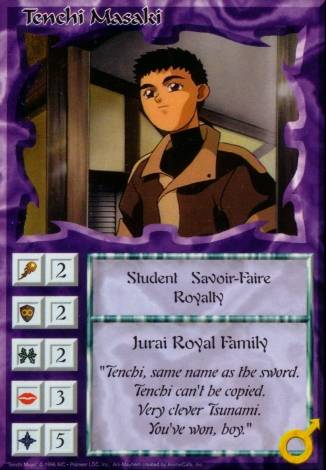 Tenchi Masaki
2
2
2
3
5
Student Savoir-Faire
Royalty
Jurai Royal Family
"Tenchi, same name as the sword.
Tenchi can't be copied.
Very clever Tsunami.
You've won, boy."